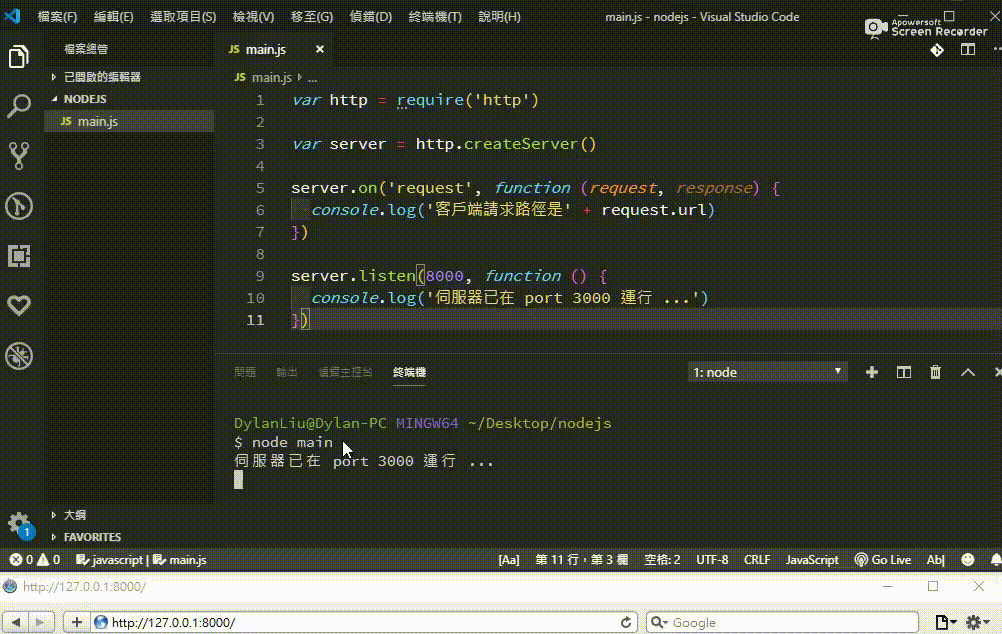 檔案(F) 編輯(E) 選取項目(S) 檢視(V) 移至(G) 偵錯(D) 終端機(T) 說明(H) main.js - nodejs - Visual Studio Code
Apowersoft
Screen Recorder
檔案總管
JS main.js ×
已開啟的編輯器
JS main.js ...
NODEJS
JS main.js
1 var http = require('http')
2
3 var server = http.createServer()
4
5 server.on('request', function (request, response) {
6 console.log('客戶端請求路徑是' + request.url)
7 })
8
9 server.listen(8000, function () {
10 console.log('伺服器已在 port 3000 運行 ...')
11 })
問題 輸出 偵錯主控台 終端機 1: node
DylanLiu@Dylan-PC MINGW64 ~/Desktop/nodejs
$ node main
伺服器已在 port 3000 運行 ...
大綱
FAVORITES
1
0 0 javascript | main.js [Aa] 第 11 行，第 3 欄 空格: 2 UTF-8 CRLF JavaScript Go Live Ab|
http://127.0.0.1:8000/
http://127.0.0.1:8000/ Google